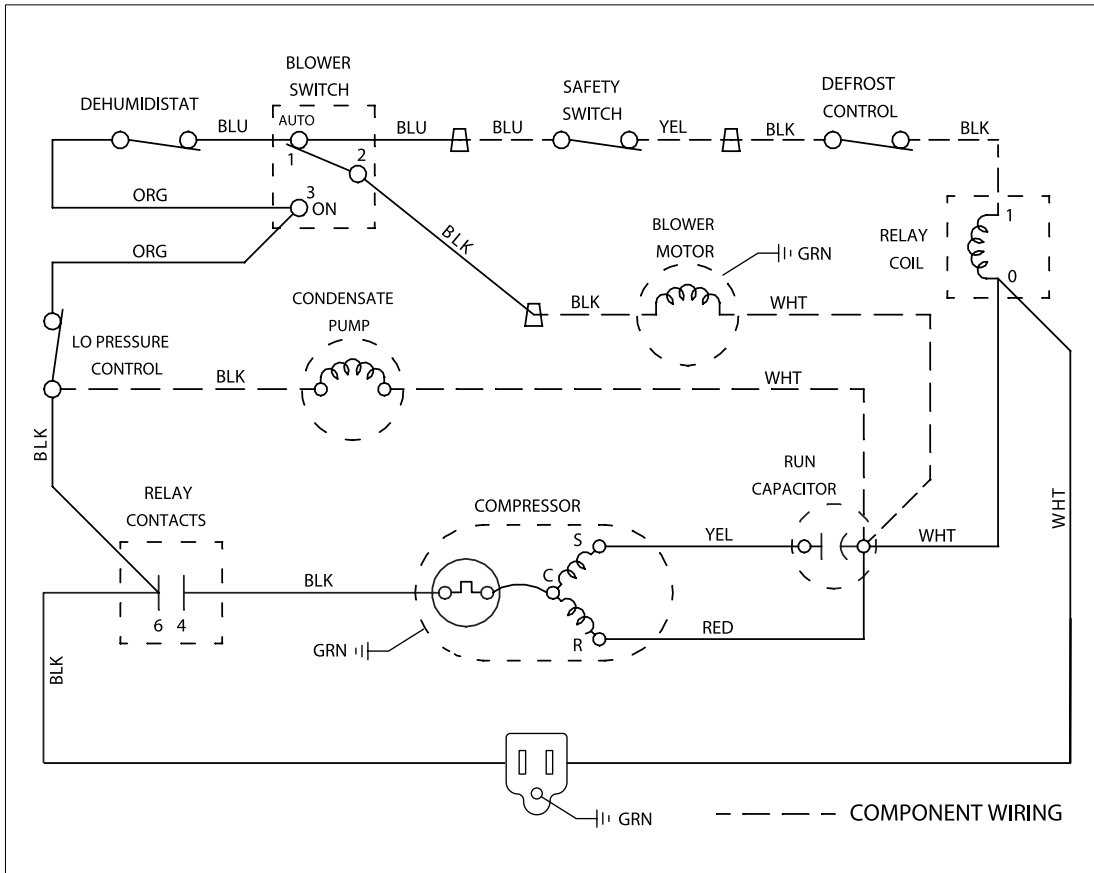 BLOWER
SWITCH
DEHUMIDISTAT
SAFETY
SWITCH
DEFROST
CONTROL
BLU
AUTO
BLU
BLU
YEL
BLK
BLK
1
2
ORG
3
ON
1
ORG
BLK
BLOWER
MOTOR
GRN
RELAY
COIL
0
CONDENSATE
PUMP
BLK
WHT
LO PRESSURE
CONTROL
BLK
WHT
BLK
RELAY
CONTACTS
COMPRESSOR
RUN
CAPACITOR
WHT
S
YEL
WHT
BLK
C
6 4
R
RED
GRN
BLK
GRN
COMPONENT WIRING